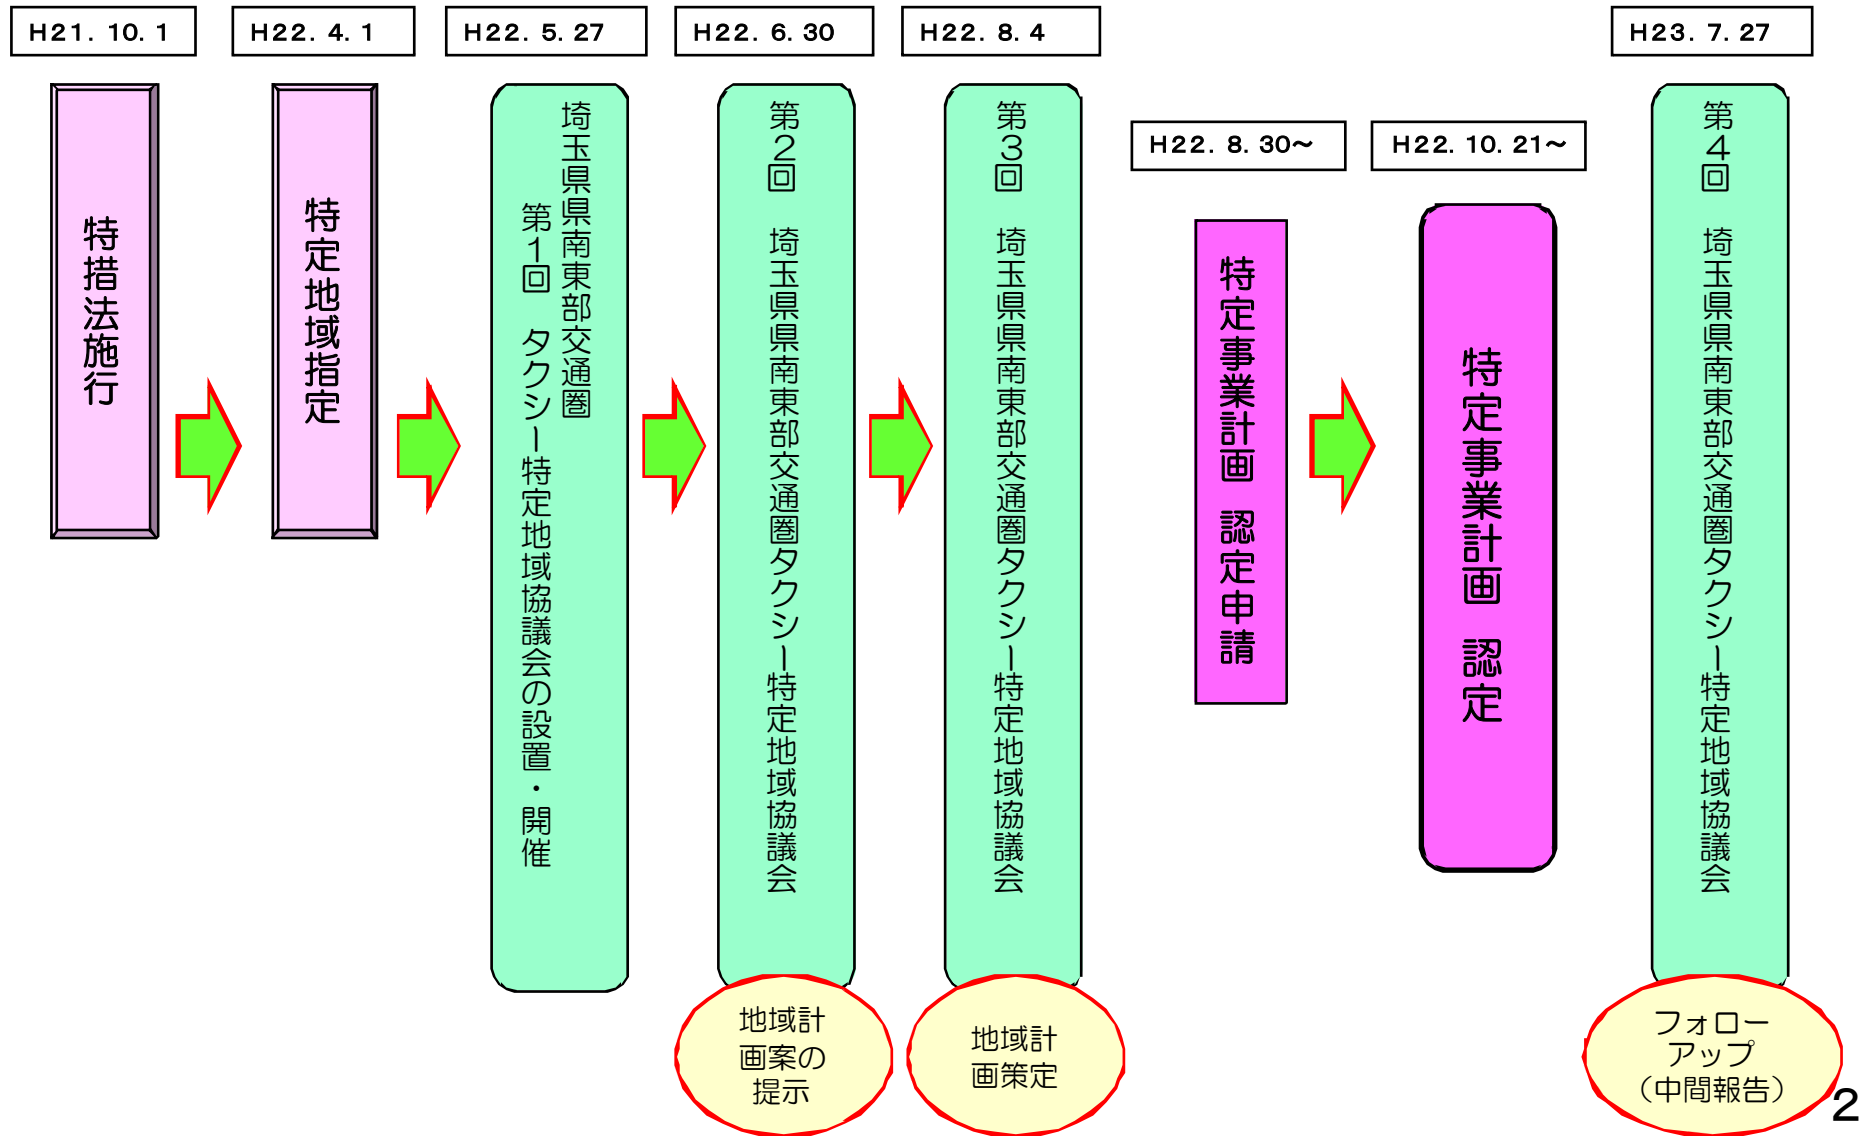 H21. 10. 1
特措法施行
H22. 4. 1
特定地域指定
H22. 5. 27
埼玉県県南東部交通圏
第1回 タクシー特定地域協議会の設置・開催
H22. 6. 30
第2回 埼玉県県南東部交通圏タクシー特定地域協議会
地域計
画案の
提示
H22. 8. 4
第3回 埼玉県県南東部交通圏タクシー特定地域協議会
地域計
画策定
H22. 8. 30～
特定事業計画 認定申請
H22. 10. 21～
特定事業計画 認定
H23. 7. 27
第4回 埼玉県県南東部交通圏タクシー特定地域協議会
フォロー
アップ
（中間報告）
2